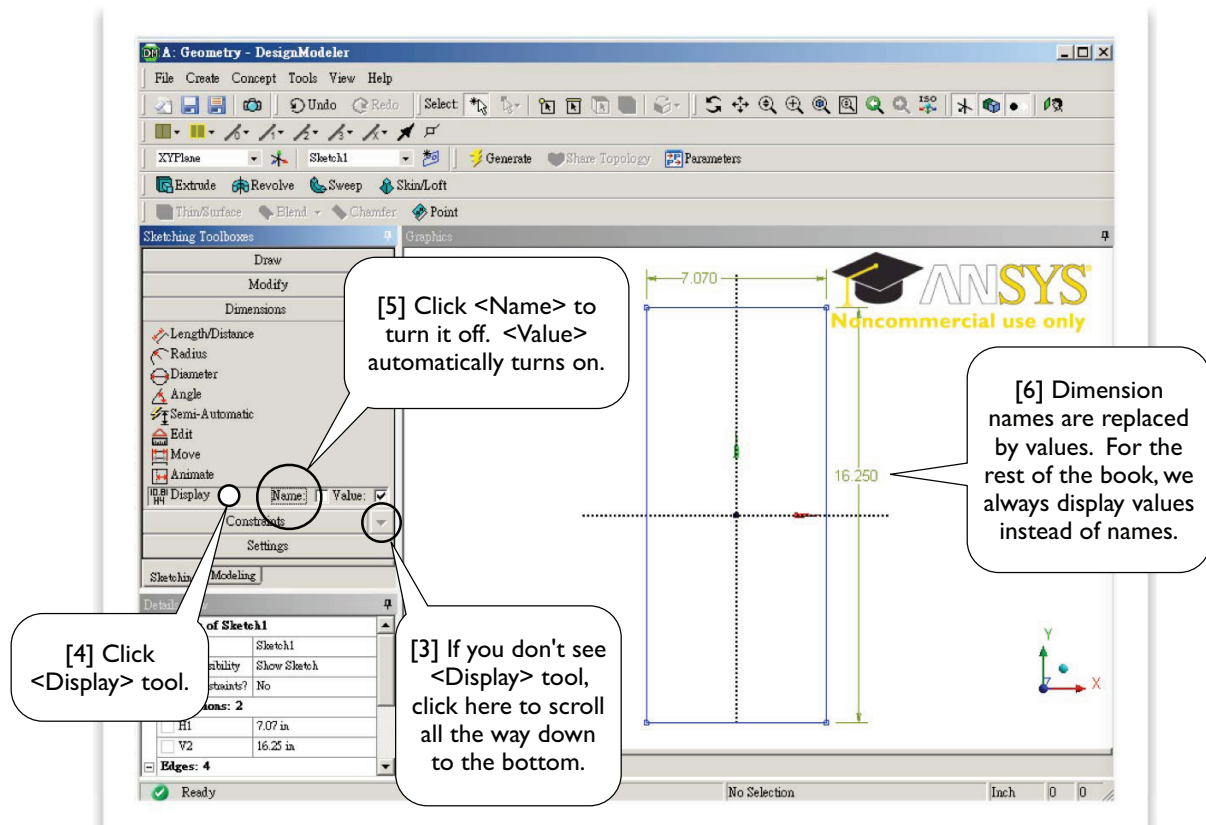 A: Geometry - DesignModeler
File Create Concept Tools View Help
Undo Redo Select:
XYPlane Sketch1 Generate Share Topology Parameters
Extrude Revolve Sweep Skin/Loft
Thin/Surface Blend Chamfer Point
Sketching Toolboxes
Draw
Modify
Dimensions
Length/Distance
Radius
Diameter
Angle
Semi-Automatic
Edit
Move
Animate
Display Name: Value:
Constraints
Settings
Sketching Modeling
Graphics
7.070
ANSYS
Noncommercial use only
16.250
Y
X
Z
[5] Click <Name> to
turn it off. <Value>
automatically turns on.
[6] Dimension
names are replaced
by values. For the
rest of the book, we
always display values
instead of names.
[4] Click
<Display> tool.
[3] If you don't see
<Display> tool,
click here to scroll
all the way down
to the bottom.
of Sketch1
Sketch1
Show Sketch
No
: 2
H1 7.07 in
V2 16.25 in
Edges: 4
Ready No Selection Inch 0 0